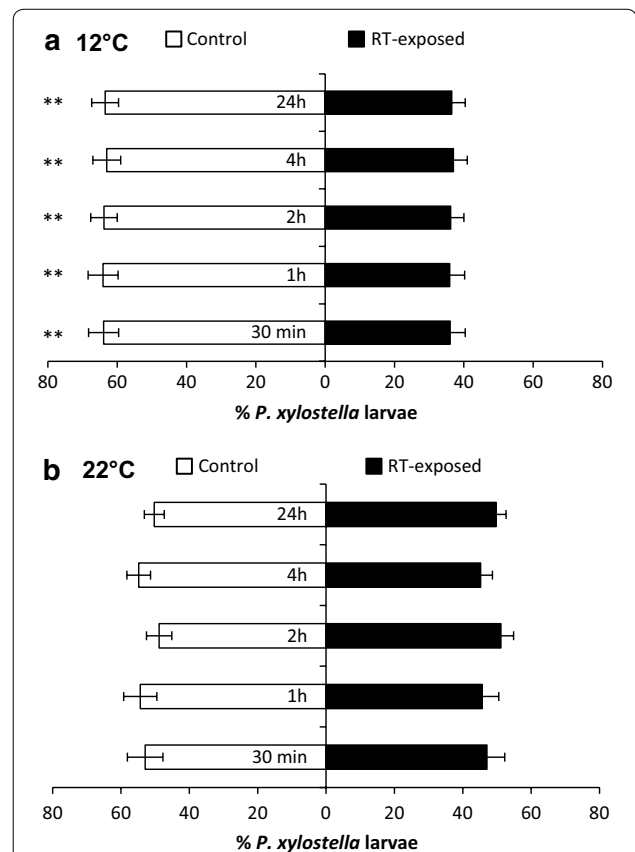 a 12°C Control RT-exposed
** 24h
** 4h
** 2h
** 1h
** 30 min
80 60 40 20 0 20 40 60 80
% P. xylostella larvae
b 22°C Control RT-exposed
24h
4h
2h
1h
30 min
80 60 40 20 0 20 40 60 80
% P. xylostella larvae